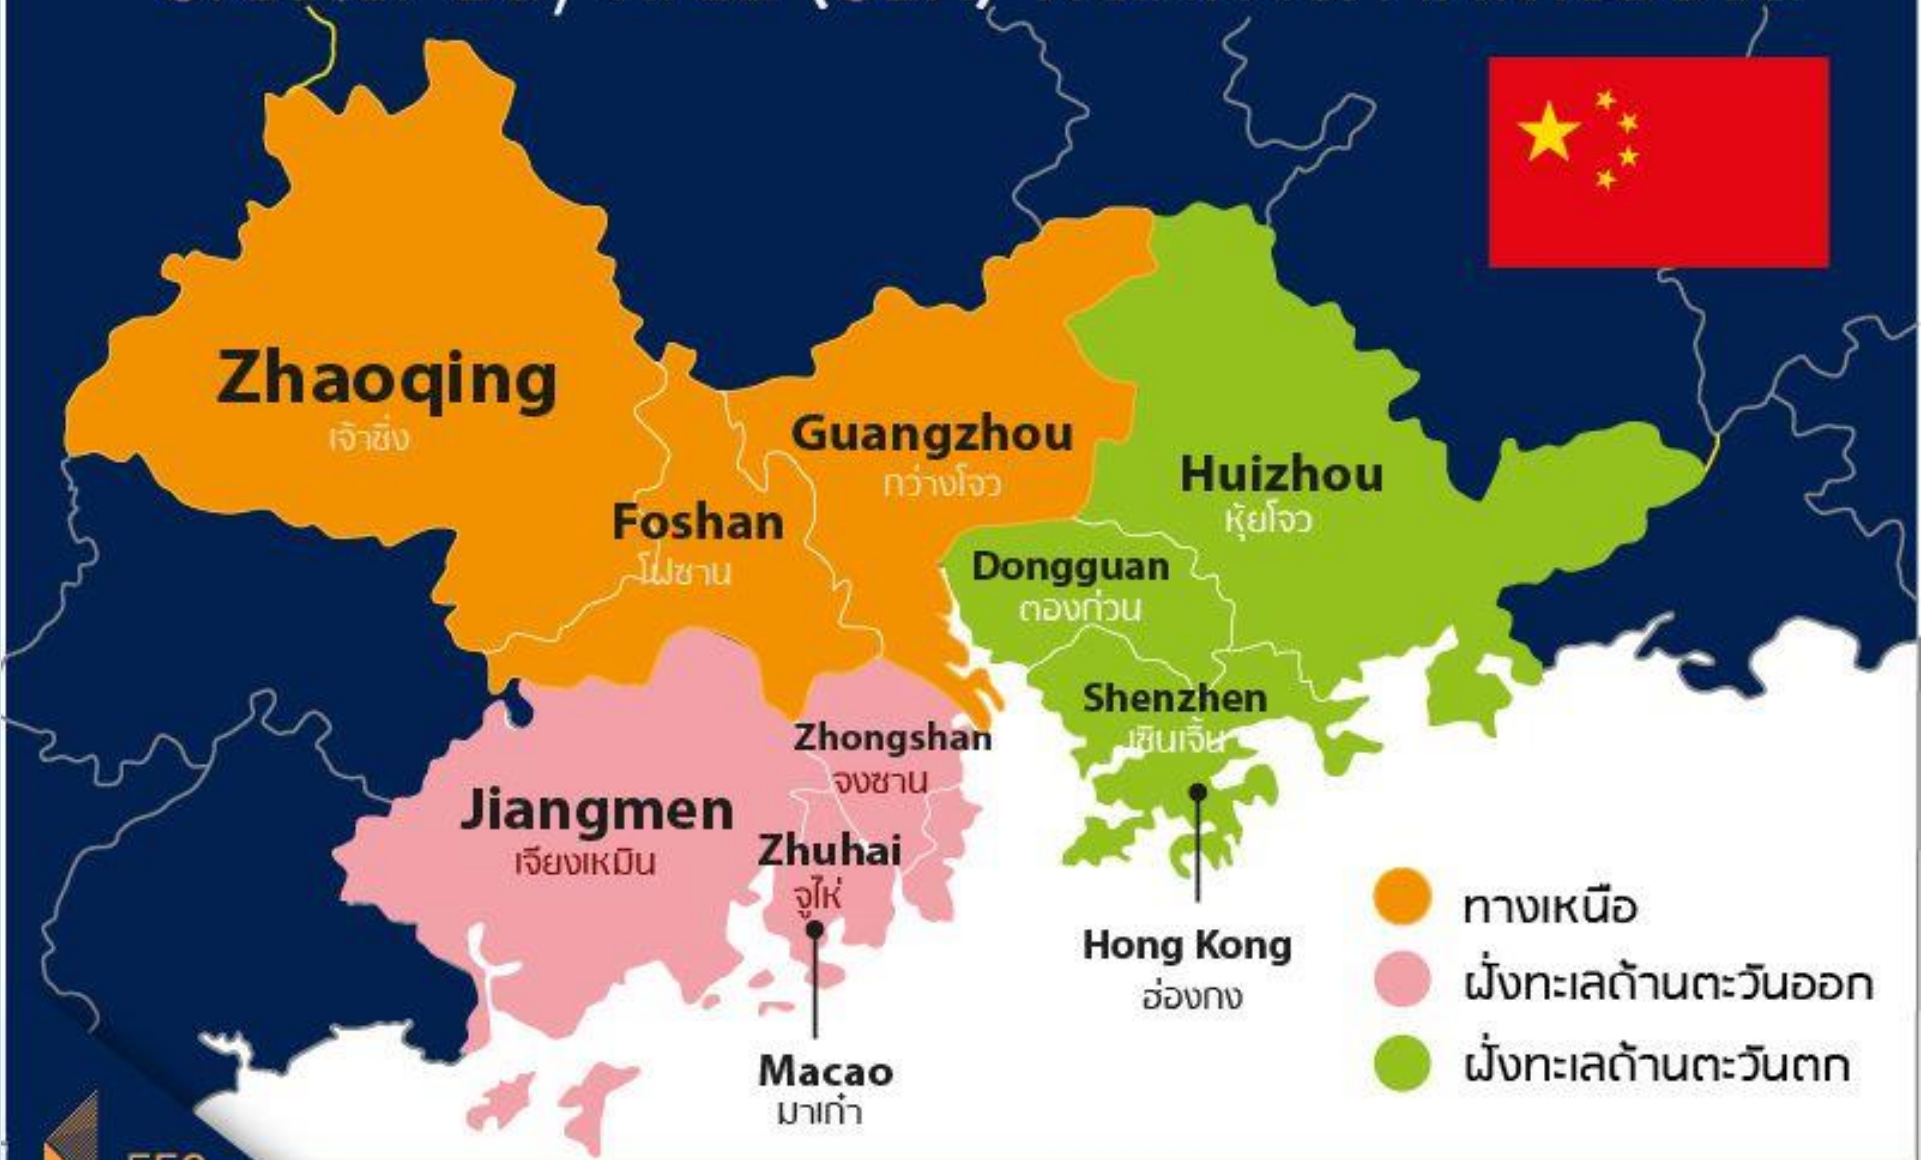 Zhaoqing
เจ้าชิ่ง
Guangzhou
กว่างโจว
Huizhou
หุ้ยโจว
Foshan
โฝซาน
Dongguan
ตองก่วน
Shenzhen
เซินเจิ้น
Zhongshan
จงซาน
Jiangmen
เจียงเหมิน
Zhuhai
จูไห่
Hong Kong
ฮ่องกง
Macao
มาเก๋า
ทางเหนือ
ฝั่งทะเลด้านตะวันออก
ฝั่งทะเลด้านตะวันตก